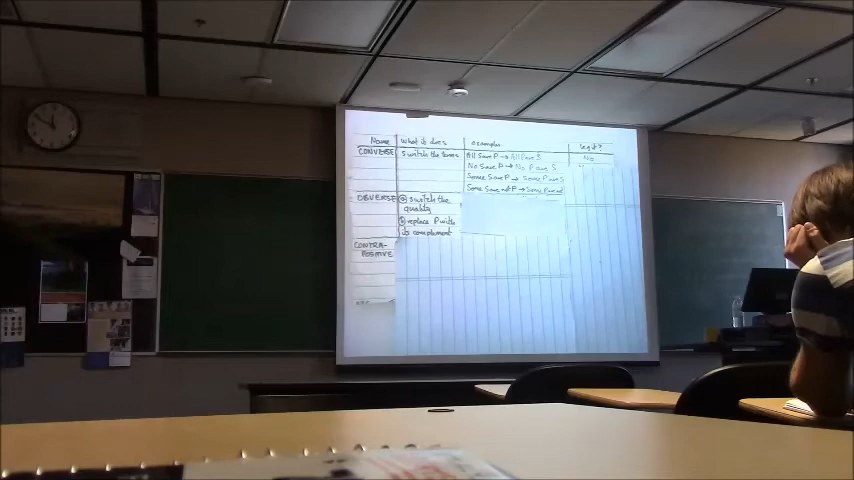 Name what it does examples legit?
CONVERSE switch the terms All S are P → All P are S No
No S are P → No P are S
Some S are P → Some P are S
Some S are not P → Some P are not
OBVERSE ⓐ switch the
quality
ⓑ replace P with
its complement
CONTRA-
POSITIVE